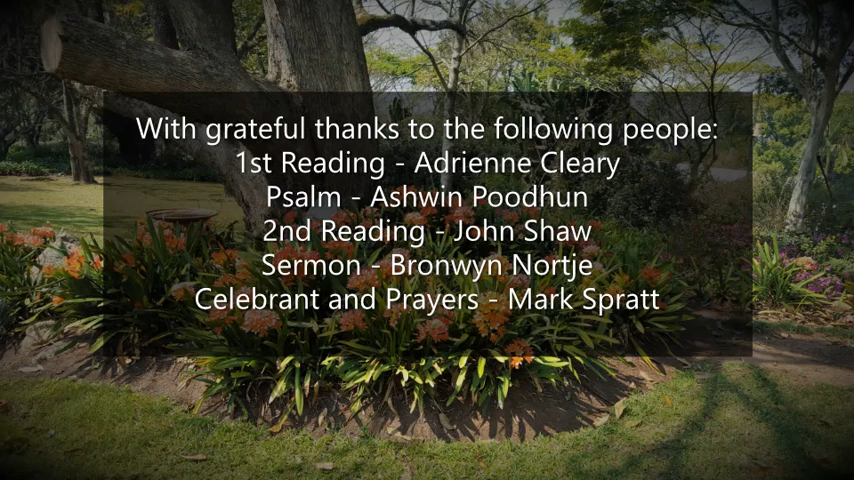 With grateful thanks to the following people:
1st Reading - Adrienne Cleary
Psalm - Ashwin Poodhun
2nd Reading - John Shaw
Sermon - Bronwyn Nortje
Celebrant and Prayers - Mark Spratt